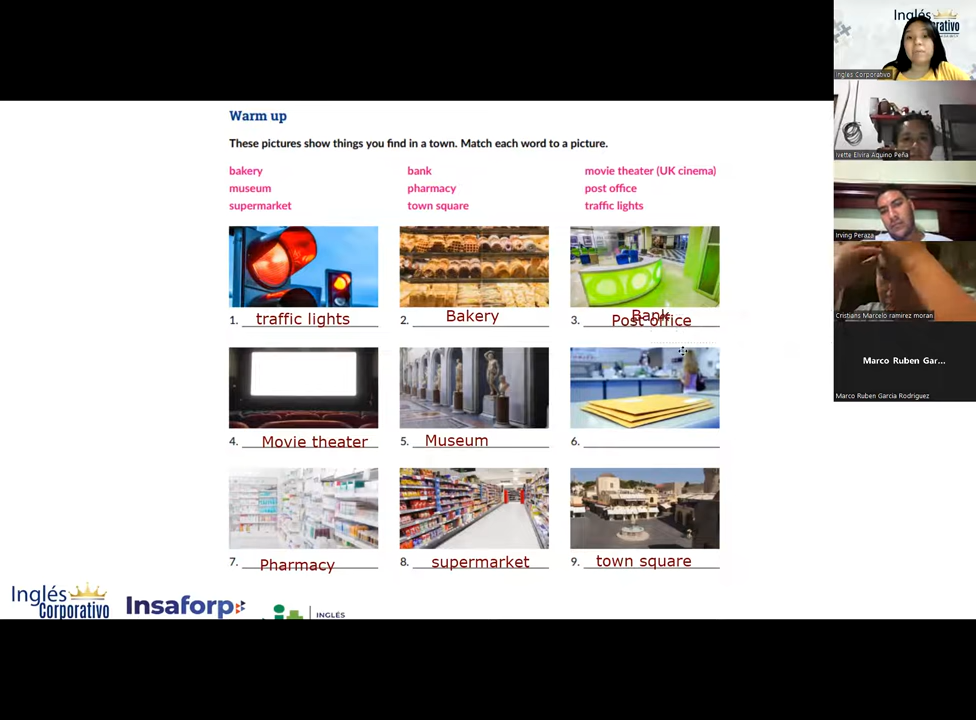 Warm up
These pictures show things you find in a town. Match each word to a picture.
bakery bank movie theater (UK cinema)
museum pharmacy post office
supermarket town square traffic lights
1. traffic lights 2. Bakery 3. Bank
Post office
4. Movie theater 5. Museum 6.
7. Pharmacy 8. supermarket 9. town square
Inglés
Corporativo
Insaforp
INGLÉS
Inglés
Ingles Corporativo
Ivette Elvira Aquino Peña
Irving Peraza
Cristians Marcelo ramirez moran
Marco Ruben Gar...
Marco Ruben Garcia Rodriguez